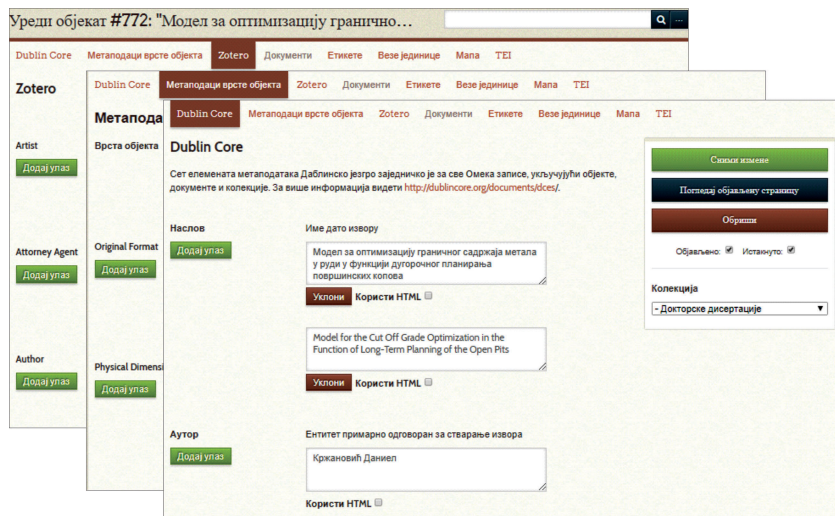 Уреди објекат #772: "Модел за оптимизацију гранично...
Dublin Core Метаподаци врсте објекта Zotero Документи Етикете Везе јединице Мапа TEI
Zotero
Artist
Додај улаз
Attorney Agent
Додај улаз
Author
Додај улаз
Dublin Core Метаподаци врсте објекта Zotero Документи Етикете Везе јединице Мапа TEI
Метапода
Врста објекта
Original Format
Додај улаз
Physical Dimensi
Додај улаз
Dublin Core Метаподаци врсте објекта Zotero Документи Етикете Везе јединице Мапа TEI
Dublin Core
Сет елемената метаподатака Даблинско језгро заједничко је за све Омека записе, укључујући објекте,
документе и колекције. За више информација видети http://dublincore.org/documents/dces/.
Наслов
Додај улаз
Име дато извору
Модел за оптимизацију граничног садржаја метала
у руди у функцији дугорочног планирања
површинских копова
Уклони Користи HTML
Model for the Cut Off Grade Optimization in the
Function of Long-Term Planning of the Open Pits
Уклони Користи HTML
Аутор
Додај улаз
Ентитет примарно одговоран за стварање извора
Кржановић Даниел
Користи HTML
Сними измене
Погледај објављену страницу
Обриши
Објављено: Истакнуто:
Колекција
- Докторске дисертације